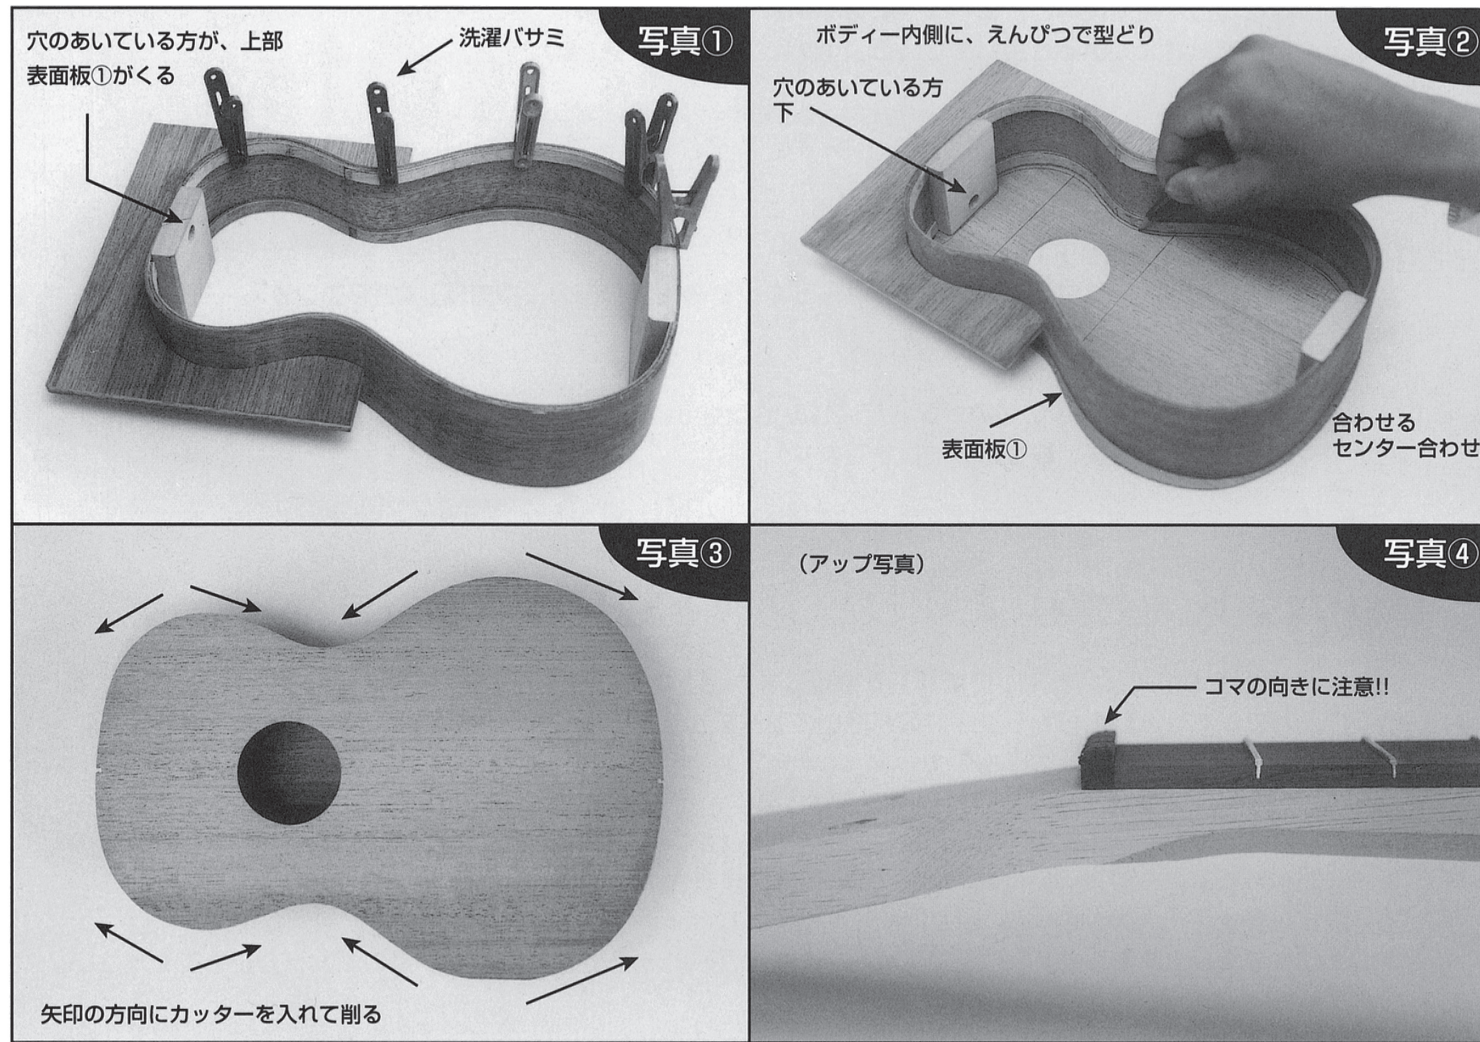 穴のあいている方が、上部
表面板①がくる
洗濯バサミ
写真①
ボディー内側に、えんぴつで型どり
写真②
穴のあいている方
下
表面板①
合わせる
センター合わせ
写真③
矢印の方向にカッターを入れて削る
写真④
(アップ写真)
コマの向きに注意!!